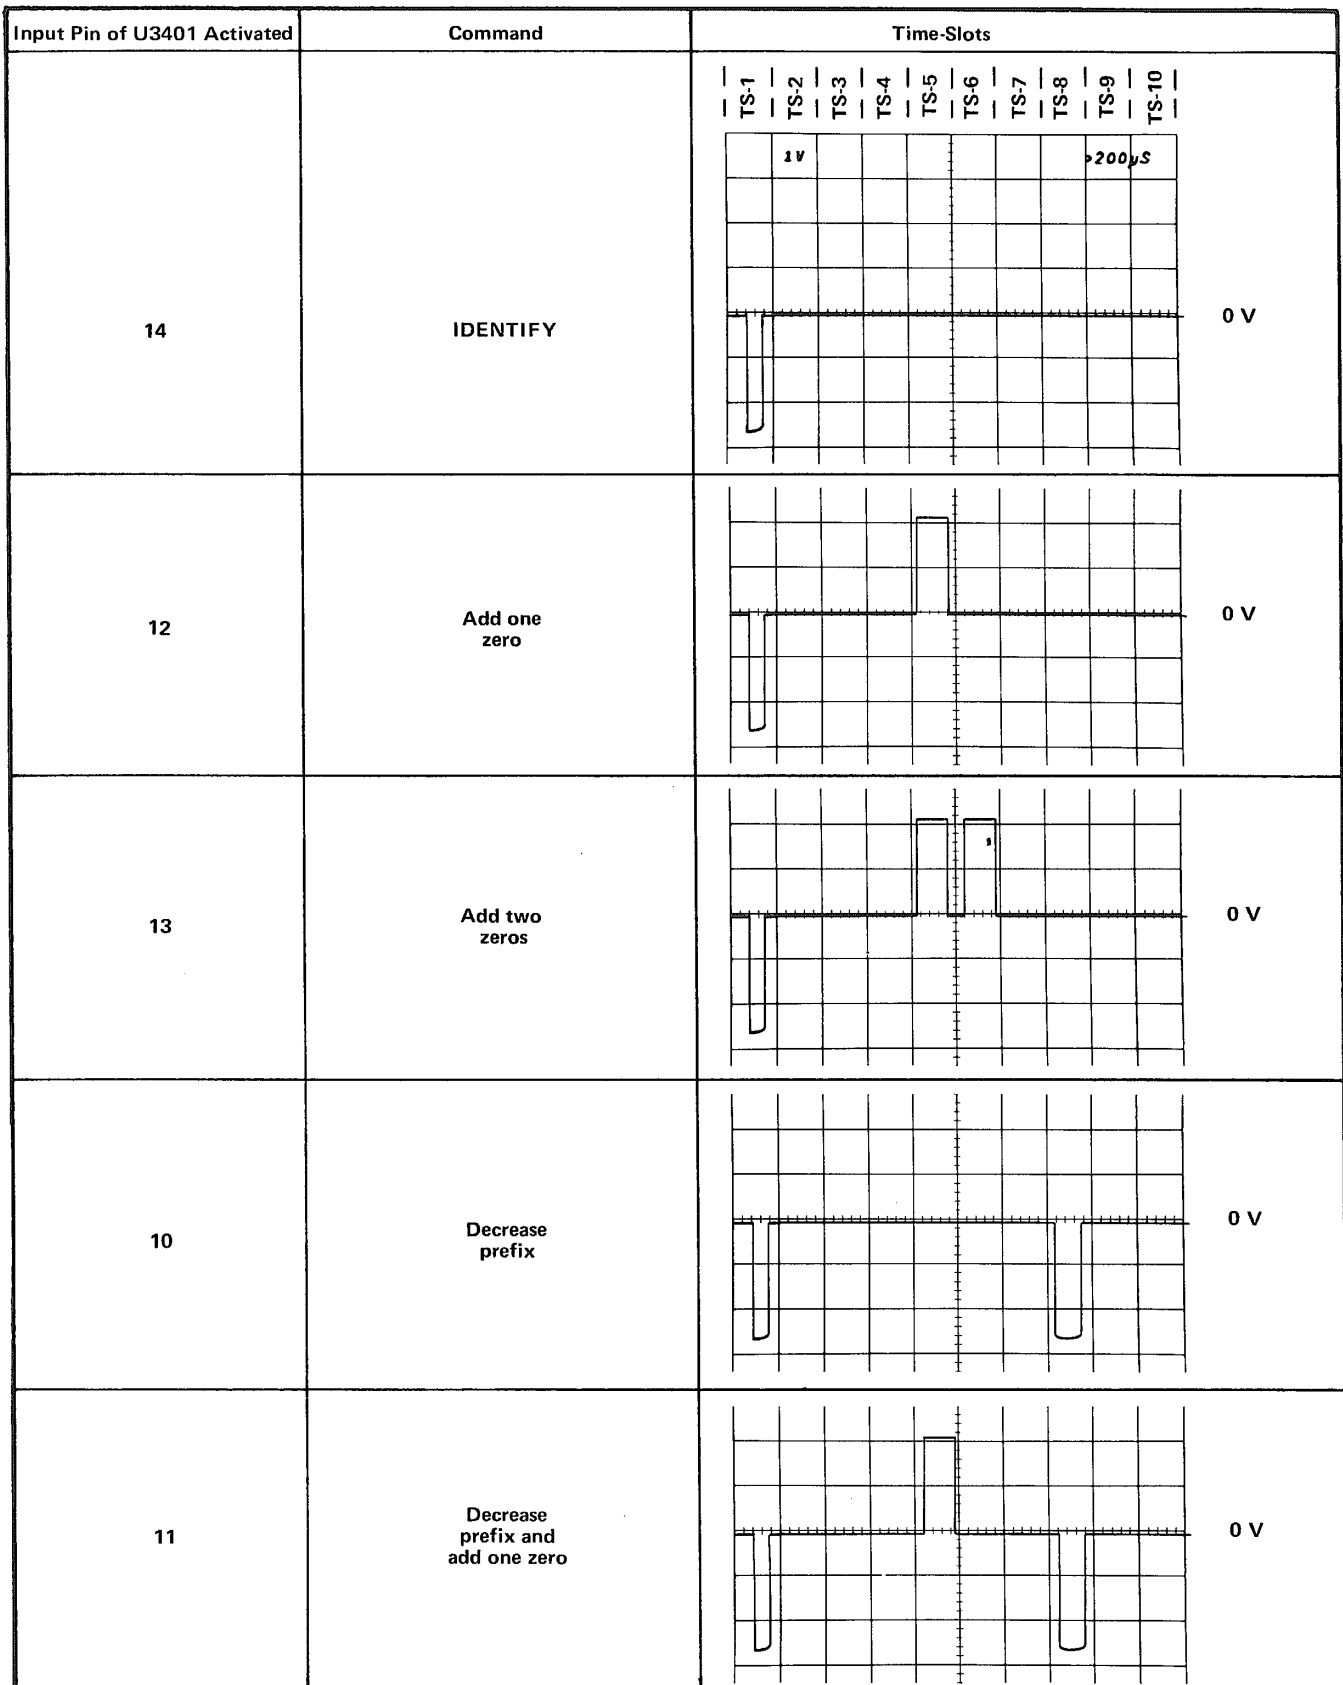 Input Pin of U3401 Activated
Command
Time-Slots
TS-1
TS-2
TS-3
TS-4
TS-5
TS-6
TS-7
TS-8
TS-9
TS-10
1V
>200µS
14
IDENTIFY
0 V
12
Add one
zero
0 V
13
Add two
zeros
0 V
10
Decrease
prefix
0 V
11
Decrease
prefix and
add one zero
0 V